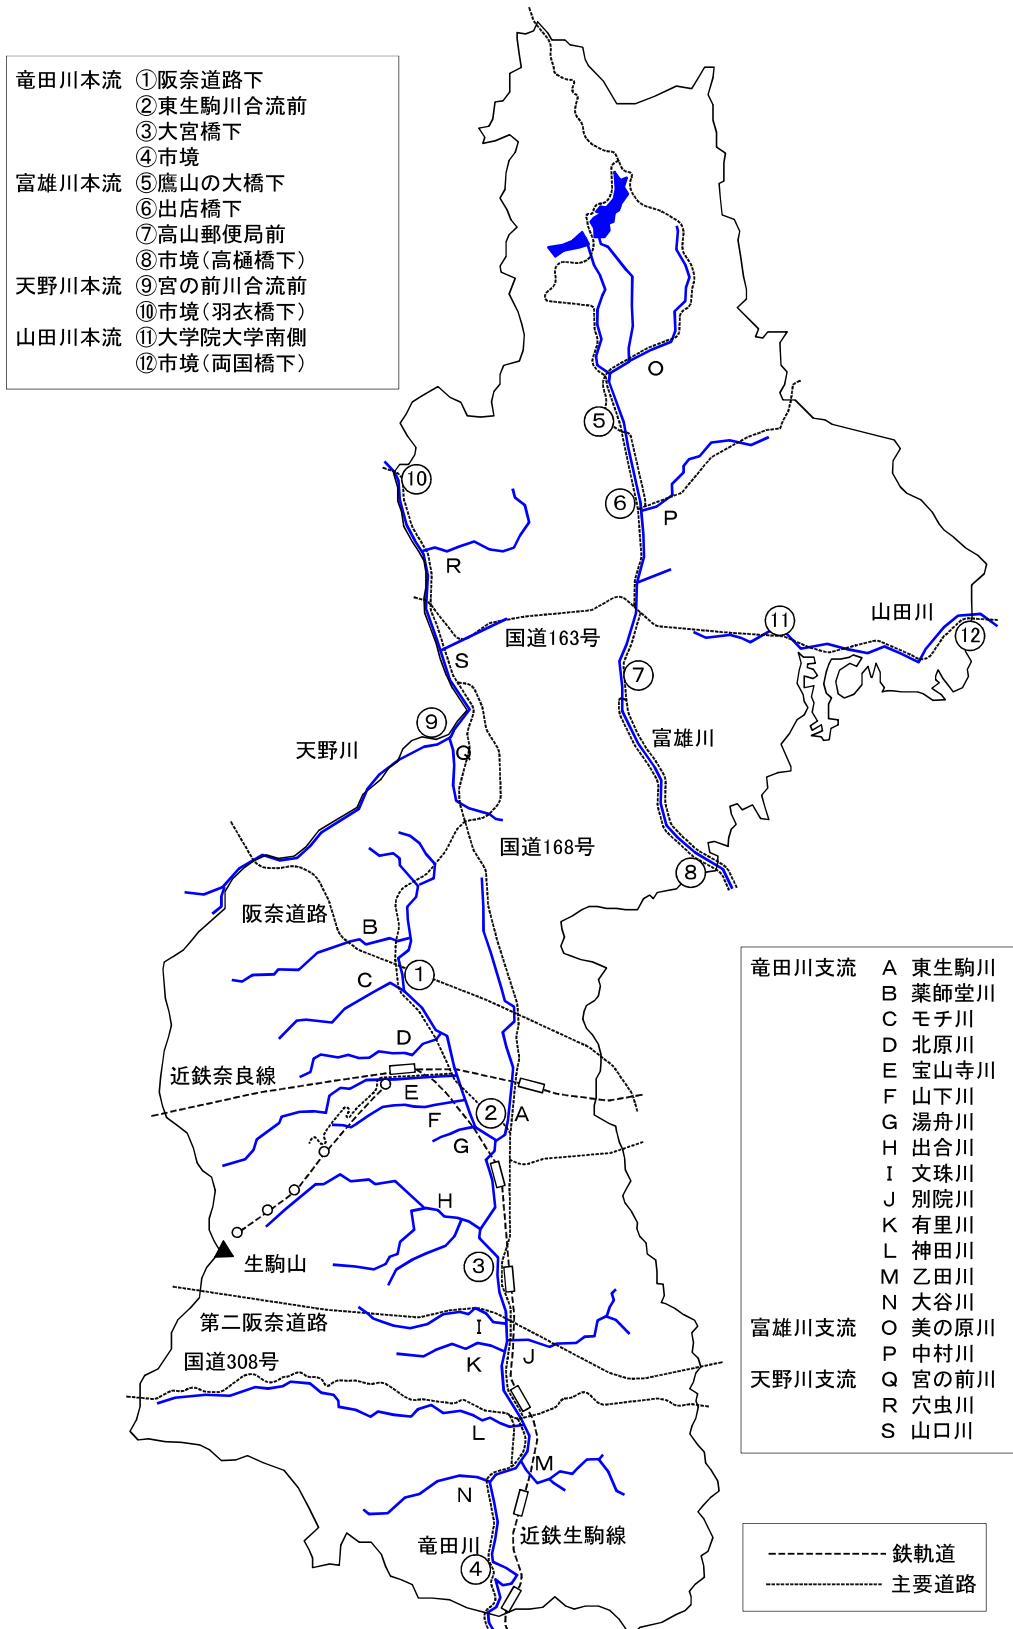 竜田川本流 ①阪奈道路下
②東生駒川合流前
③大宮橋下
④市境
富雄川本流 ⑤鷹山の大橋下
⑥出店橋下
⑦高山郵便局前
⑧市境(高樋橋下)
天野川本流 ⑨宮の前川合流前
⑩市境(羽衣橋下)
山田川本流 ⑪大学院大学南側
⑫市境(両国橋下)
O
⑤
⑩
⑥
P
R
山田川
⑪
国道163号
⑫
S
⑦
⑨
富雄川
天野川
Q
国道168号
⑧
阪奈道路
B
①
C
D
近鉄奈良線
E
②
A
F
G
H
生駒山
③
第二阪奈道路
I
国道308号
K
J
L
M
N
竜田川
近鉄生駒線
④
竜田川支流 A 東生駒川
B 薬師堂川
C モチ川
D 北原川
E 宝山寺川
F 山下川
G 湯舟川
H 出合川
I 文珠川
J 別院川
K 有里川
L 神田川
M 乙田川
N 大谷川
富雄川支流 O 美の原川
P 中村川
天野川支流 Q 宮の前川
R 穴虫川
S 山口川
鉄軌道
主要道路